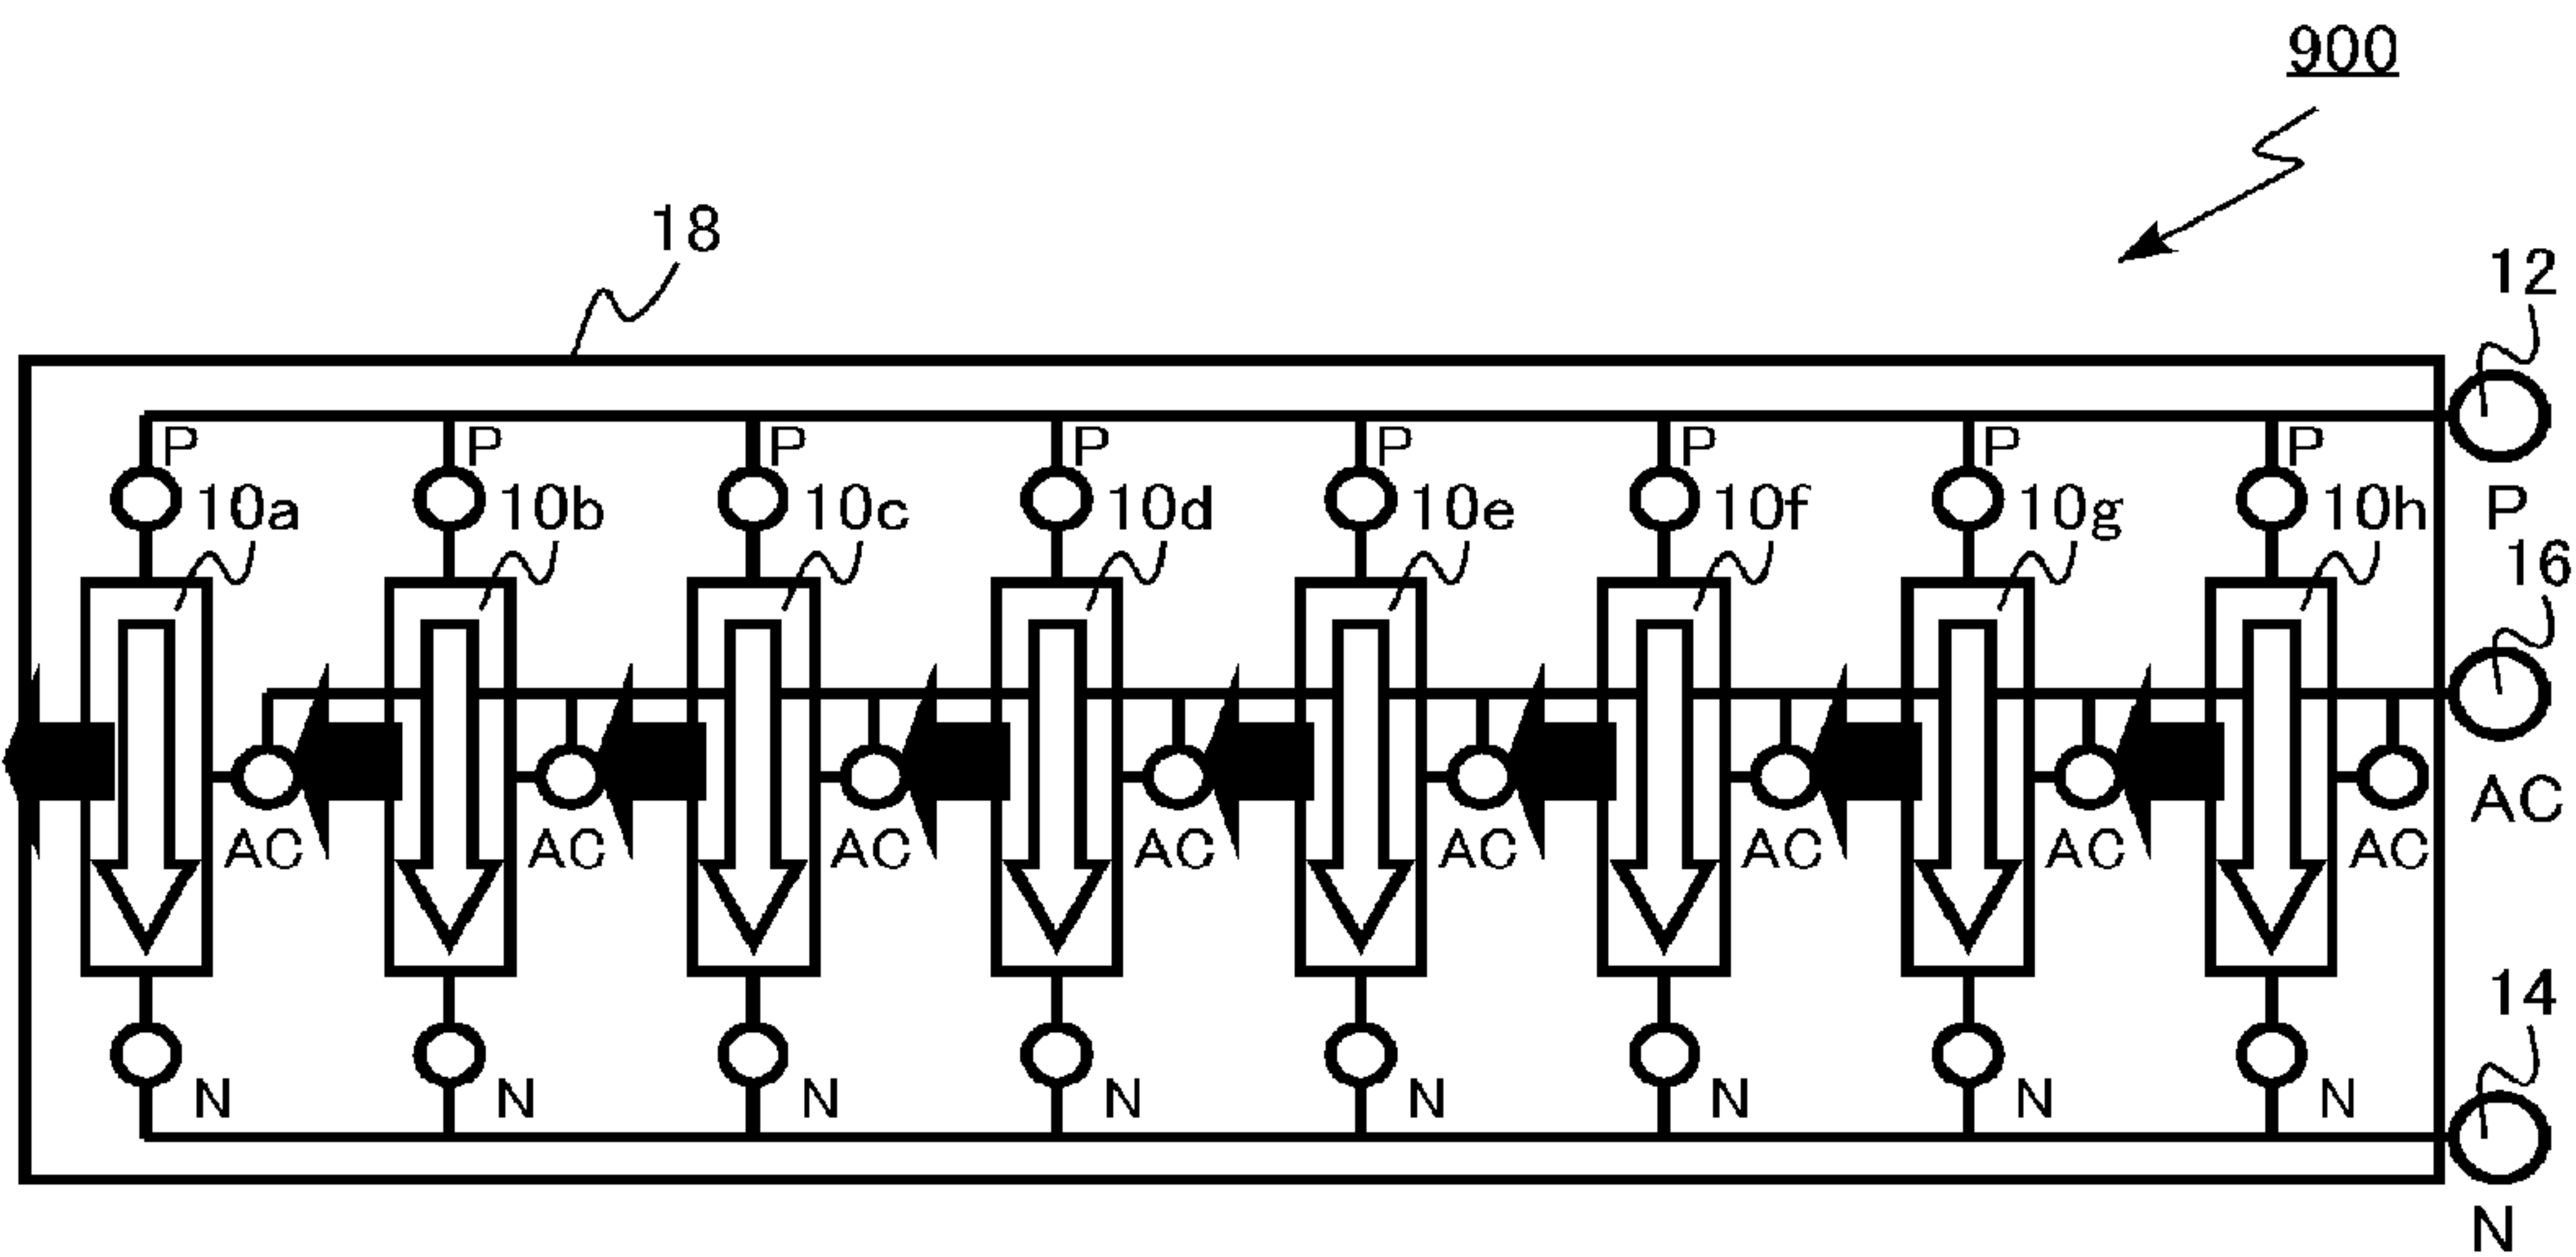 900
18
12
P P P P P P P P
10a 10b 10c 10d 10e 10f 10g 10h P
16
AC
AC AC AC AC AC AC AC AC
14
N N N N N N N N
N